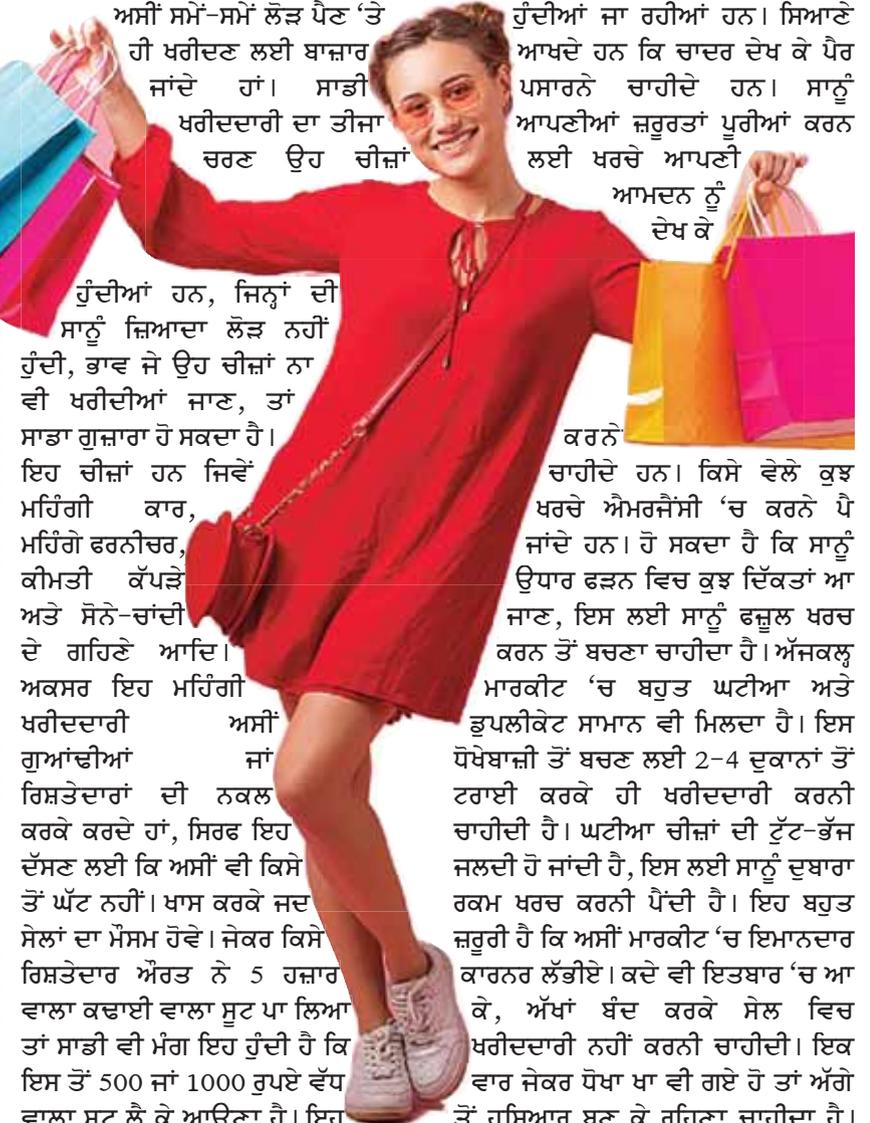 ਅਸੀਂ ਸਮੇਂ-ਸਮੇਂ ਲੋੜ ਪੈਣ ‘ਤੇ
ਹੀ ਖਰੀਦਣ ਲਈ ਬਾਜ਼ਾਰ
ਜਾਂਦੇ ਹਾਂ। ਸਾਡੀ
ਖਰੀਦਦਾਰੀ ਦਾ ਤੀਜਾ
ਚਰਣ ਉਹ ਚੀਜ਼ਾਂ
ਹੁੰਦੀਆਂ ਹਨ, ਜਿਨ੍ਹਾਂ ਦੀ
ਸਾਨੂੰ ਜ਼ਿਆਦਾ ਲੋੜ ਨਹੀਂ
ਹੁੰਦੀ, ਭਾਵ ਜੇ ਉਹ ਚੀਜ਼ਾਂ ਨਾ
ਵੀ ਖਰੀਦੀਆਂ ਜਾਣ, ਤਾਂ
ਸਾਡਾ ਗੁਜ਼ਾਰਾ ਹੋ ਸਕਦਾ ਹੈ।
ਇਹ ਚੀਜ਼ਾਂ ਹਨ ਜਿਵੇਂ
ਮਹਿੰਗੀ ਕਾਰ,
ਮਹਿੰਗੇ ਫਰਨੀਚਰ,
ਕੀਮਤੀ ਕੱਪੜੇ
ਅਤੇ ਸੋਨੇ-ਚਾਂਦੀ
ਦੇ ਗਹਿਣੇ ਆਦਿ।
ਅਕਸਰ ਇਹ ਮਹਿੰਗੀ
ਖਰੀਦਦਾਰੀ ਅਸੀਂ
ਗੁਆਂਢੀਆਂ ਜਾਂ
ਰਿਸ਼ਤੇਦਾਰਾਂ ਦੀ ਨਕਲ
ਕਰਕੇ ਕਰਦੇ ਹਾਂ, ਸਿਰਫ ਇਹ
ਦੱਸਣ ਲਈ ਕਿ ਅਸੀਂ ਵੀ ਕਿਸੇ
ਤੋਂ ਘੱਟ ਨਹੀਂ। ਖਾਸ ਕਰਕੇ ਜਦ
ਸੇਲਾਂ ਦਾ ਮੌਸਮ ਹੋਵੇ। ਜੇਕਰ ਕਿਸੇ
ਰਿਸ਼ਤੇਦਾਰ ਔਰਤ ਨੇ 5 ਹਜ਼ਾਰ
ਵਾਲਾ ਕਢਾਈ ਵਾਲਾ ਸੂਟ ਪਾ ਲਿਆ
ਤਾਂ ਸਾਡੀ ਵੀ ਮੰਗ ਇਹ ਹੁੰਦੀ ਹੈ ਕਿ
ਇਸ ਤੋਂ 500 ਜਾਂ 1000 ਰੁਪਏ ਵੱਧ
ਵਾਲਾ ਸੂਟ ਲੈ ਕੇ ਆਉਣਾ ਹੈ। ਇਹ
ਹੁੰਦੀਆਂ ਜਾ ਰਹੀਆਂ ਹਨ। ਸਿਆਣੇ
ਆਖਦੇ ਹਨ ਕਿ ਚਾਦਰ ਦੇਖ ਕੇ ਪੈਰ
ਪਸਾਰਨੇ ਚਾਹੀਦੇ ਹਨ। ਸਾਨੂੰ
ਆਪਣੀਆਂ ਜ਼ਰੂਰਤਾਂ ਪੂਰੀਆਂ ਕਰਨ
ਲਈ ਖਰਚੇ ਆਪਣੀ
ਆਮਦਨ ਨੂੰ
ਦੇਖ ਕੇ
ਕਰਨੇ
ਚਾਹੀਦੇ ਹਨ। ਕਿਸੇ ਵੇਲੇ ਕੁਝ
ਖਰਚੇ ਐਮਰਜੈਂਸੀ ‘ਚ ਕਰਨੇ ਪੈ
ਜਾਂਦੇ ਹਨ। ਹੋ ਸਕਦਾ ਹੈ ਕਿ ਸਾਨੂੰ
ਉਧਾਰ ਫੜਨ ਵਿਚ ਕੁਝ ਦਿੱਕਤਾਂ ਆ
ਜਾਣ, ਇਸ ਲਈ ਸਾਨੂੰ ਫਜ਼ੂਲ ਖਰਚ
ਕਰਨ ਤੋਂ ਬਚਣਾ ਚਾਹੀਦਾ ਹੈ। ਅੱਜਕਲ੍ਹ
ਮਾਰਕੀਟ ‘ਚ ਬਹੁਤ ਘਟੀਆ ਅਤੇ
ਡੁਪਲੀਕੇਟ ਸਾਮਾਨ ਵੀ ਮਿਲਦਾ ਹੈ। ਇਸ
ਧੋਖੇਬਾਜ਼ੀ ਤੋਂ ਬਚਣ ਲਈ 2-4 ਦੁਕਾਨਾਂ ਤੋਂ
ਟਰਾਈ ਕਰਕੇ ਹੀ ਖਰੀਦਦਾਰੀ ਕਰਨੀ
ਚਾਹੀਦੀ ਹੈ। ਘਟੀਆ ਚੀਜ਼ਾਂ ਦੀ ਟੁੱਟ-ਭੱਜ
ਜਲਦੀ ਹੋ ਜਾਂਦੀ ਹੈ, ਇਸ ਲਈ ਸਾਨੂੰ ਦੁਬਾਰਾ
ਰਕਮ ਖਰਚ ਕਰਨੀ ਪੈਂਦੀ ਹੈ। ਇਹ ਬਹੁਤ
ਜ਼ਰੂਰੀ ਹੈ ਕਿ ਅਸੀਂ ਮਾਰਕੀਟ ‘ਚ ਇਮਾਨਦਾਰ
ਕਾਰਨਰ ਲੱਭੀਏ। ਕਦੇ ਵੀ ਇਤਬਾਰ ‘ਚ ਆ
ਕੇ, ਅੱਖਾਂ ਬੰਦ ਕਰਕੇ ਸੇਲ ਵਿਚ
ਖਰੀਦਦਾਰੀ ਨਹੀਂ ਕਰਨੀ ਚਾਹੀਦੀ। ਇਕ
ਵਾਰ ਜੇਕਰ ਧੋਖਾ ਖਾ ਵੀ ਗਏ ਹੋ ਤਾਂ ਅੱਗੇ
ਤੋਂ ਹੁਸ਼ਿਆਰ ਬਣ ਕੇ ਰਹਿਣਾ ਚਾਹੀਦਾ ਹੈ।